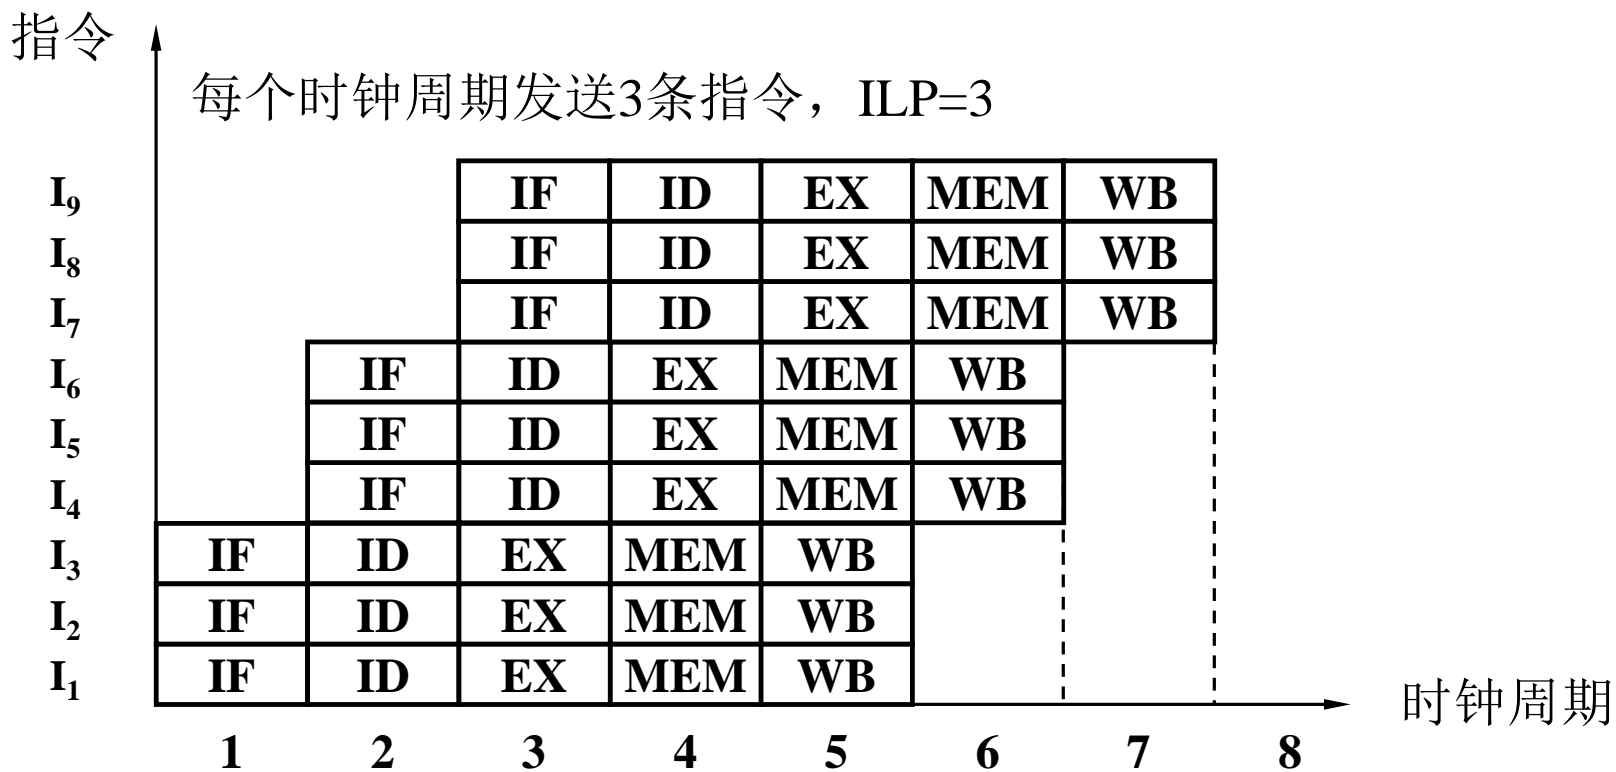 指令
每个时钟周期发送3条指令，ILP=3
I9 IF ID EX MEM WB
I8 IF ID EX MEM WB
I7 IF ID EX MEM WB
I6 IF ID EX MEM WB
I5 IF ID EX MEM WB
I4 IF ID EX MEM WB
I3 IF ID EX MEM WB
I2 IF ID EX MEM WB
I1 IF ID EX MEM WB
时钟周期
1 2 3 4 5 6 7 8